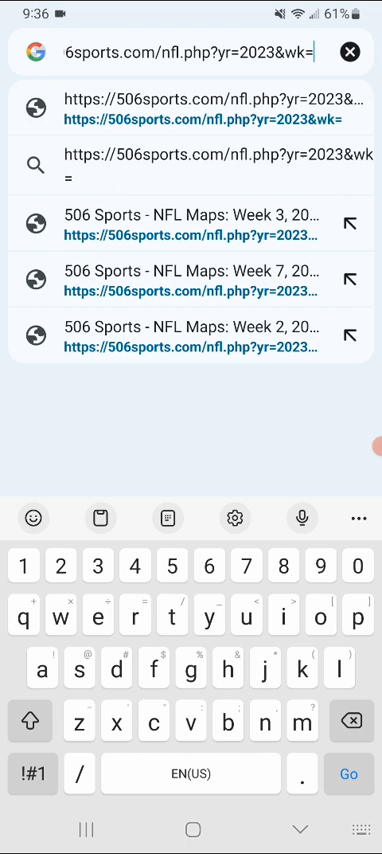 9:36 61%
6sports.com/nfl.php?yr=2023&wk=
https://506sports.com/nfl.php?yr=2023&...
https://506sports.com/nfl.php?yr=2023&wk=
https://506sports.com/nfl.php?yr=2023&wk
=
506 Sports - NFL Maps: Week 3, 20...
https://506sports.com/nfl.php?yr=2023...
506 Sports - NFL Maps: Week 7, 20...
https://506sports.com/nfl.php?yr=2023...
506 Sports - NFL Maps: Week 2, 20...
https://506sports.com/nfl.php?yr=2023...
1 2 3 4 5 6 7 8 9 0
+ × ÷ = / _ < > [ ]
q w e r t y u i o p
! @ # $ % ^ & * ( )
a s d f g h j k l
- ' " : ; , ?
z x c v b n m
!#1 / EN(US) . Go